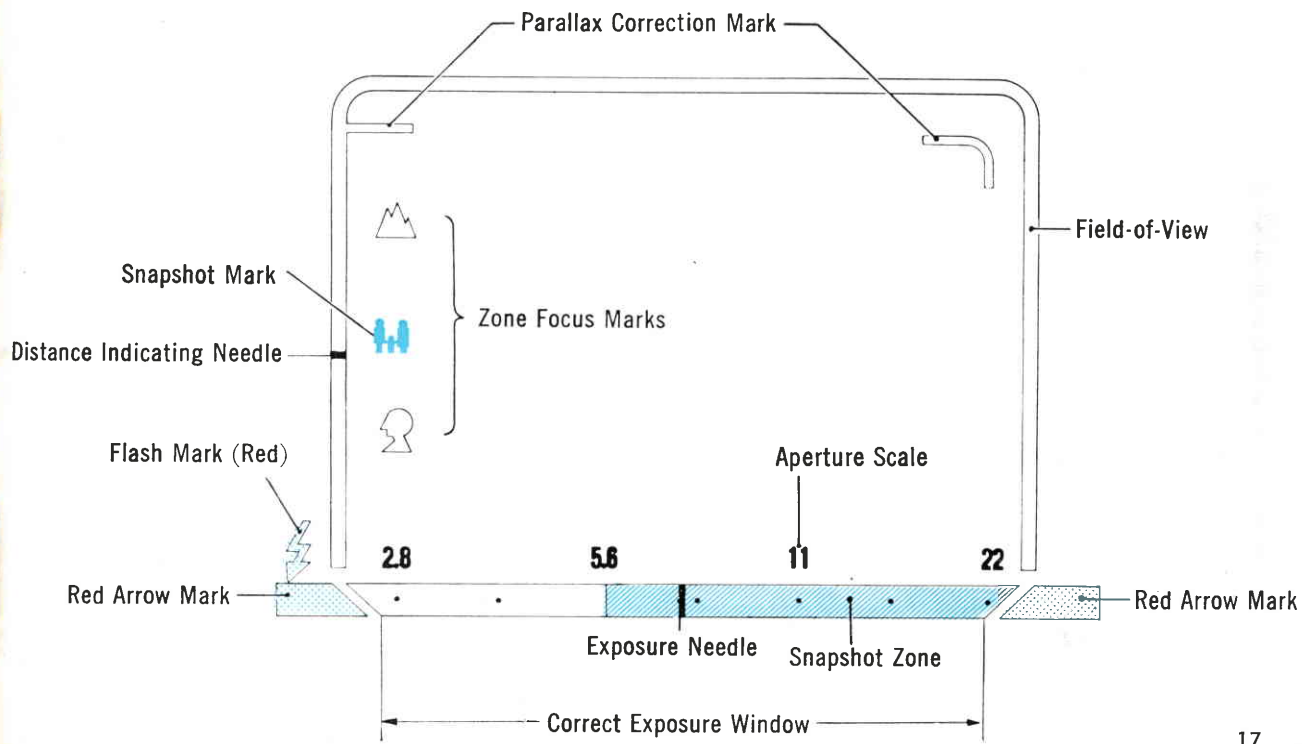 Parallax Correction Mark
Field-of-View
Snapshot Mark
Zone Focus Marks
Distance Indicating Needle
Flash Mark (Red)
Aperture Scale
2.8 5.6 11 22
Red Arrow Mark
Red Arrow Mark
Exposure Needle
Snapshot Zone
Correct Exposure Window
17